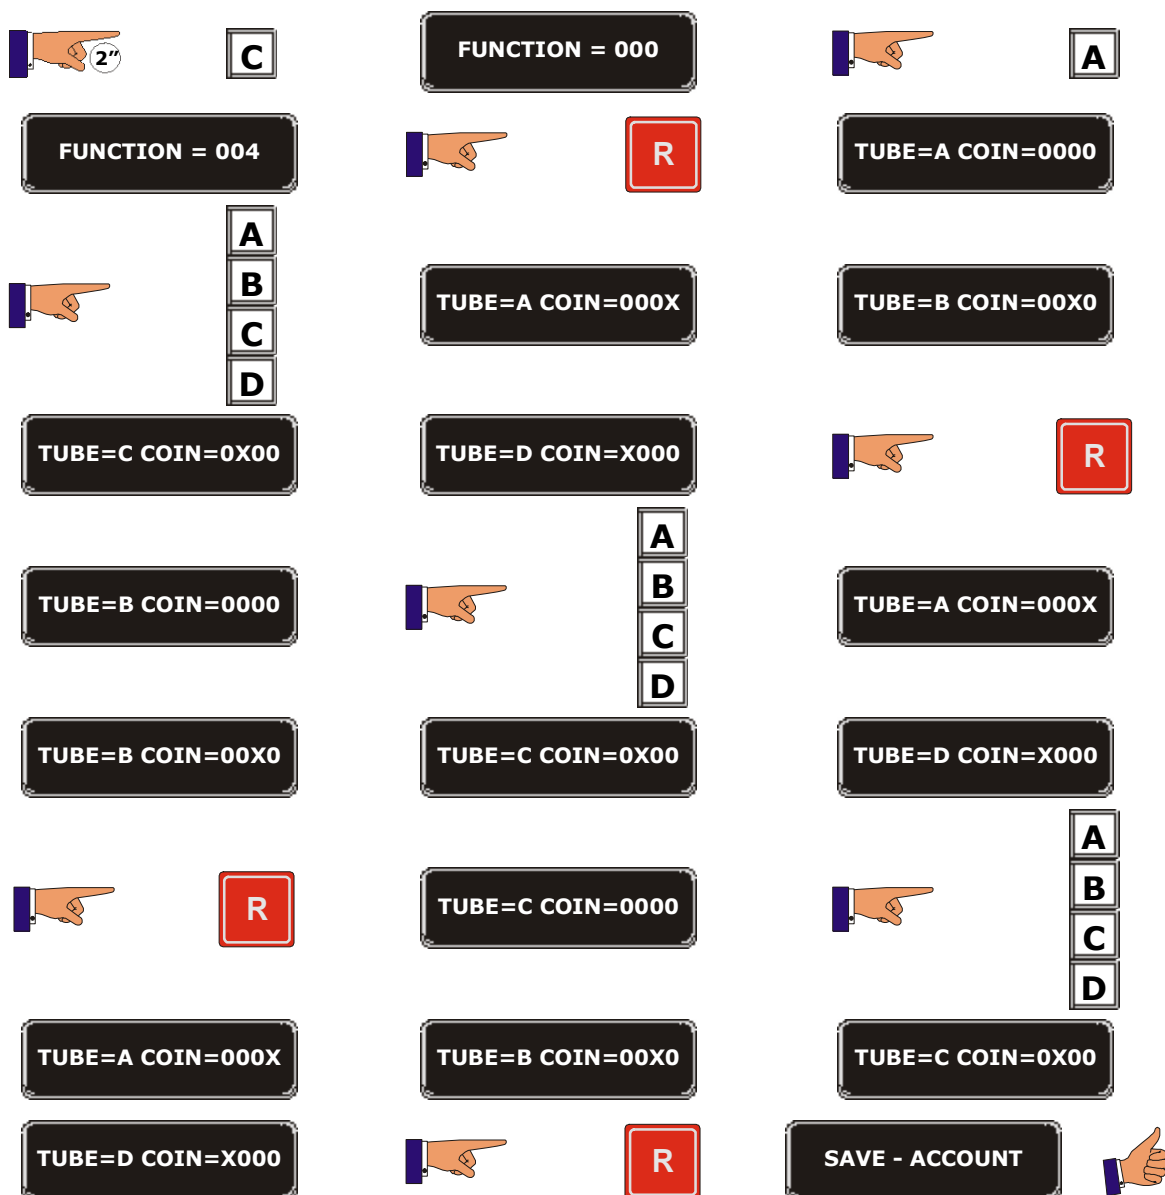 2”
C
FUNCTION = 000
A
FUNCTION = 004
R
TUBE=A COIN=0000
A
B
C
D
TUBE=A COIN=000X
TUBE=B COIN=00X0
TUBE=C COIN=0X00
TUBE=D COIN=X000
R
TUBE=B COIN=0000
A
B
C
D
TUBE=A COIN=000X
TUBE=B COIN=00X0
TUBE=C COIN=0X00
TUBE=D COIN=X000
R
TUBE=C COIN=0000
A
B
C
D
TUBE=A COIN=000X
TUBE=B COIN=00X0
TUBE=C COIN=0X00
TUBE=D COIN=X000
R
SAVE - ACCOUNT